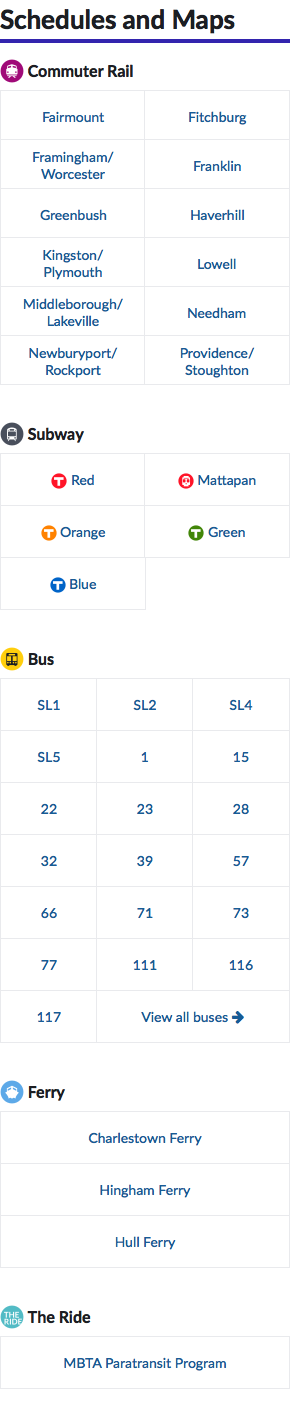 Schedules and Maps
Commuter Rail
Fairmount
Fitchburg
Framingham/
Worcester
Franklin
Greenbush
Haverhill
Kingston/
Plymouth
Lowell
Middleborough/
Lakeville
Needham
Newburyport/
Rockport
Providence/
Stoughton
Subway
T Red
Mattapan
T Orange
T Green
T Blue
Bus
SL1
SL2
SL4
SL5
1
15
22
23
28
32
39
57
66
71
73
77
111
116
117
View all buses
Ferry
Charlestown Ferry
Hingham Ferry
Hull Ferry
THE
RIDE
The Ride
MBTA Paratransit Program